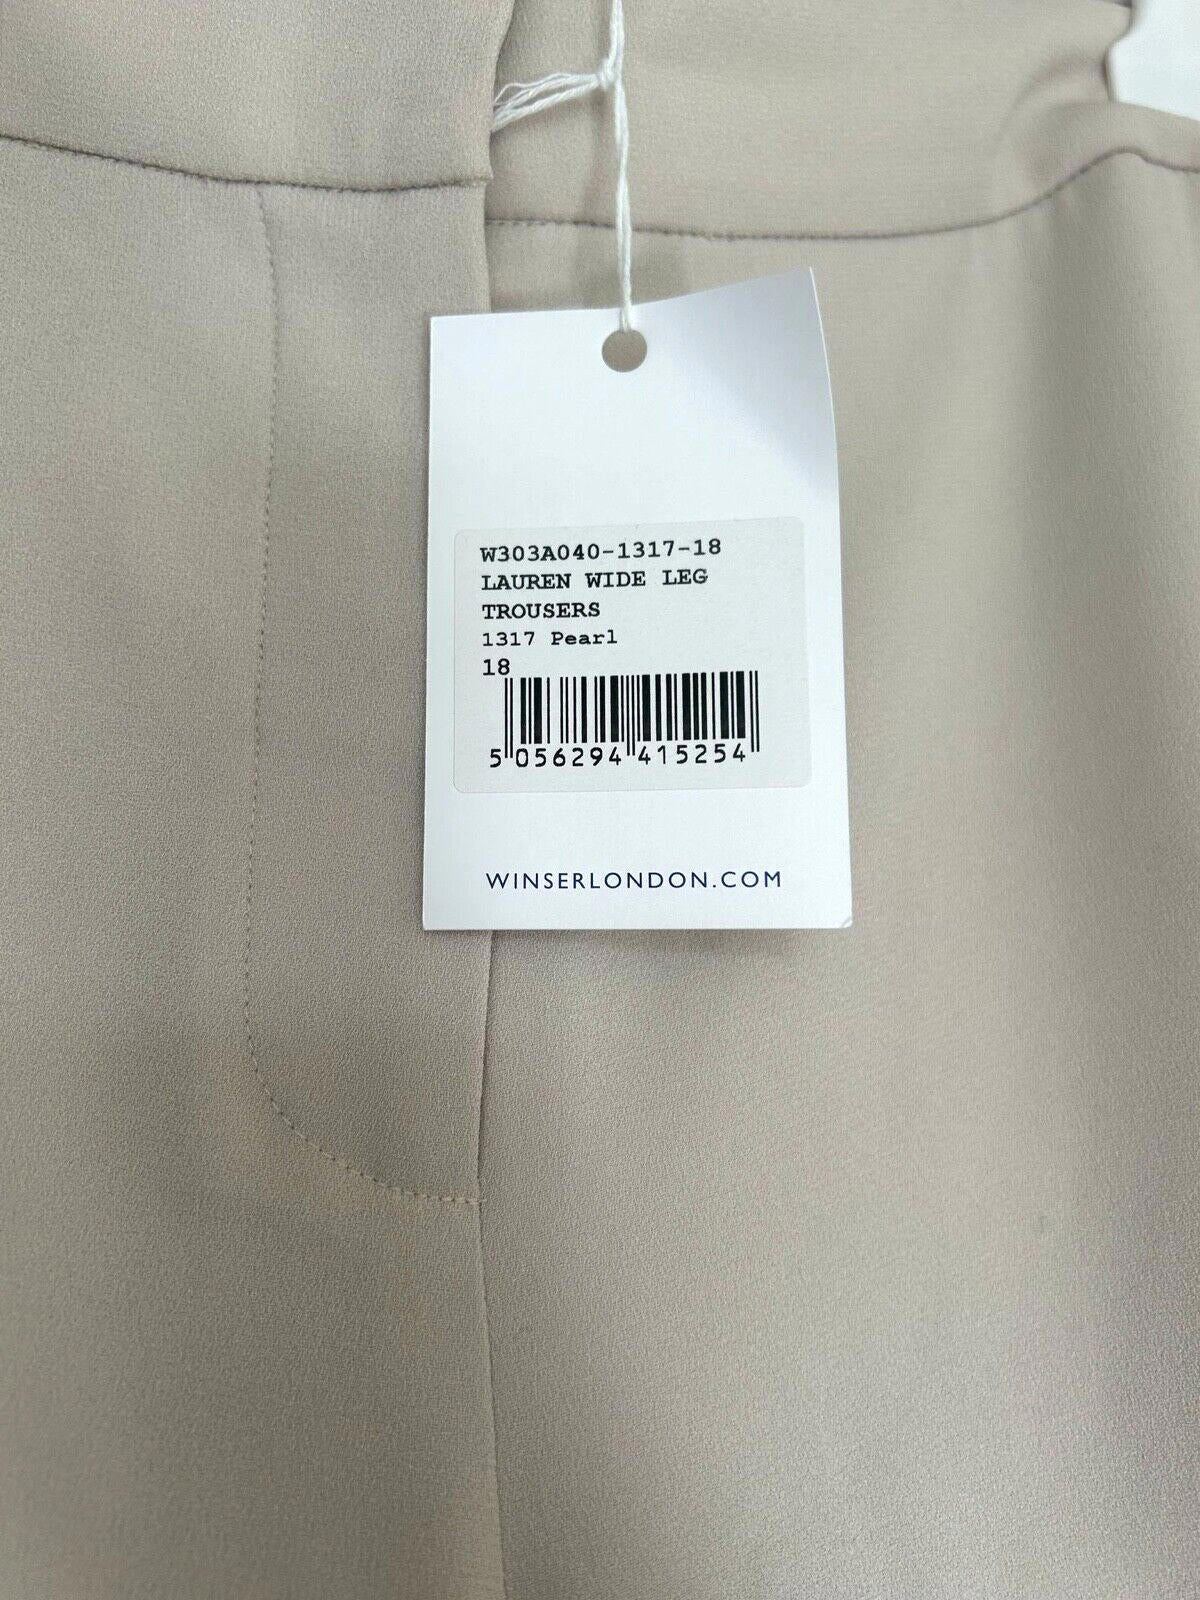 W303A040-1317-18
LAUREN WIDE LEG
TROUSERS
1317 Pearl
18
5 056294 415254
WINSERLONDON.COM